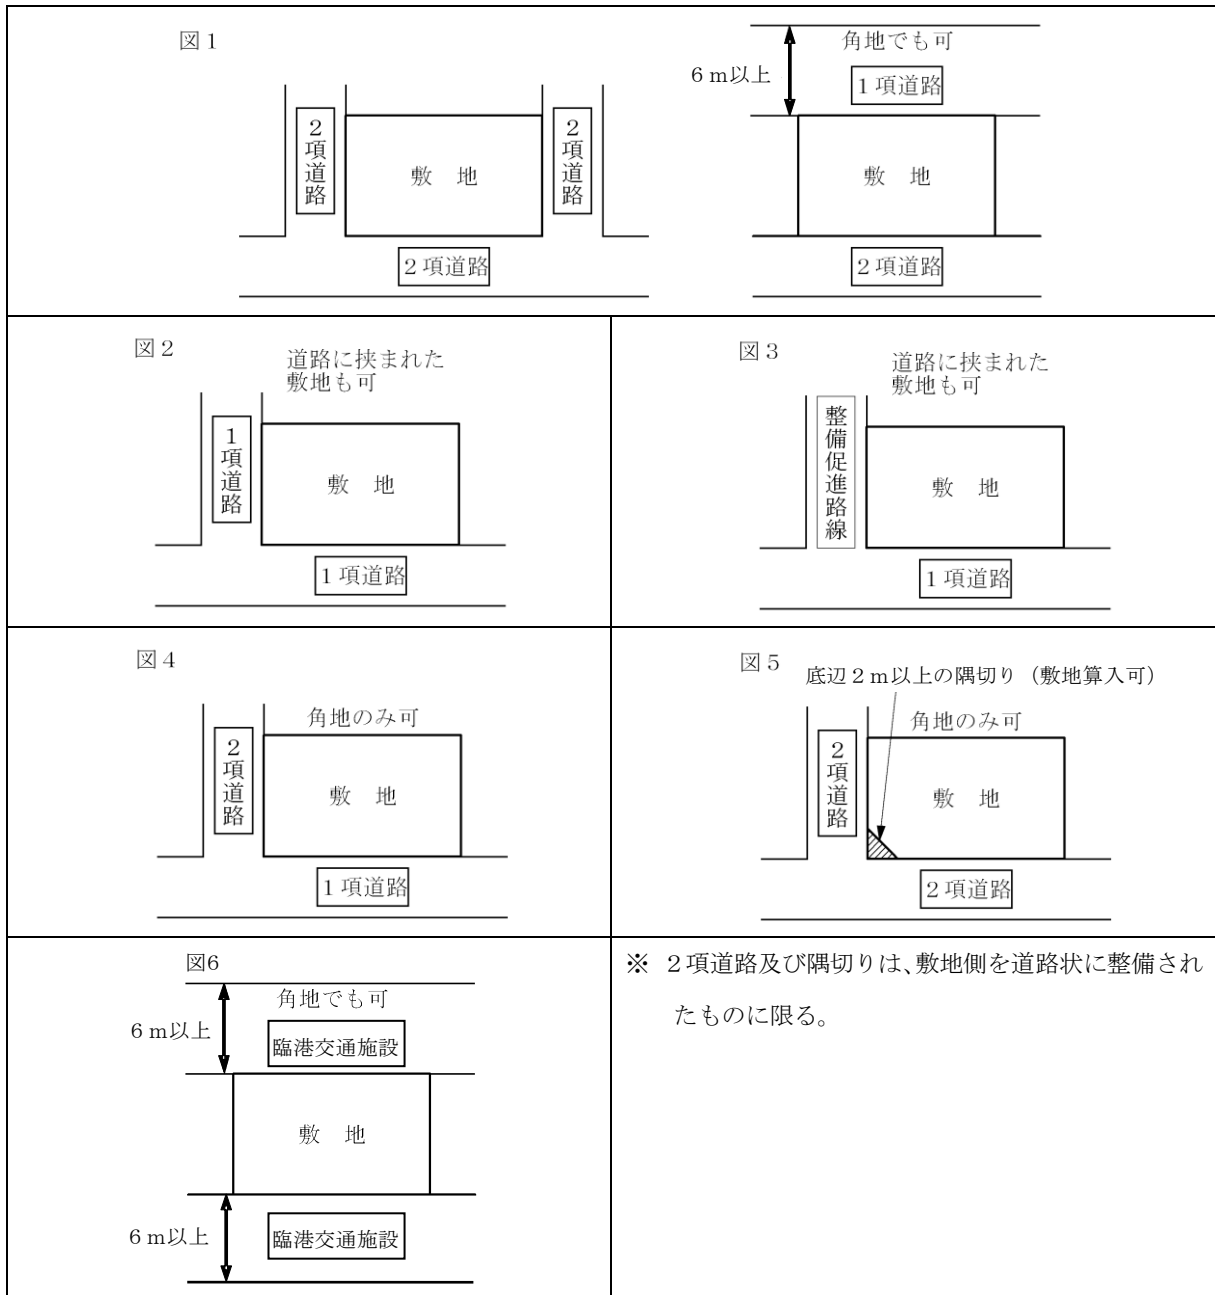 図１
２項道路
敷　地
２項道路
２項道路
角地でも可
６ｍ以上
１項道路
敷　地
２項道路
図２
道路に挟まれた
敷地も可
１項道路
敷　地
１項道路
図３
道路に挟まれた
敷地も可
整備促進路線
敷　地
１項道路
図４
角地のみ可
２項道路
敷　地
１項道路
図５
底辺２ｍ以上の隅切り（敷地算入可）
角地のみ可
２項道路
敷　地
２項道路
図6
角地でも可
６ｍ以上
臨港交通施設
敷　地
６ｍ以上
臨港交通施設
※　２項道路及び隅切りは、敷地側を道路状に整備され
たものに限る。